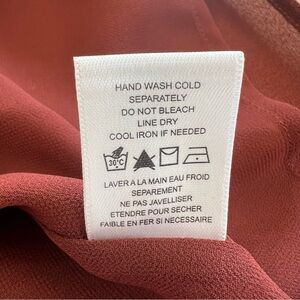 HAND WASH COLD
SEPARATELY
DO NOT BLEACH
LINE DRY
COOL IRON IF NEEDED
30°C
LAVER A LA MAIN EAU FROID
SEPAREMENT
NE PAS JAVELLISER
ETENDRE POUR SECHER
FAIBLE EN FER SI NECESSAIRE